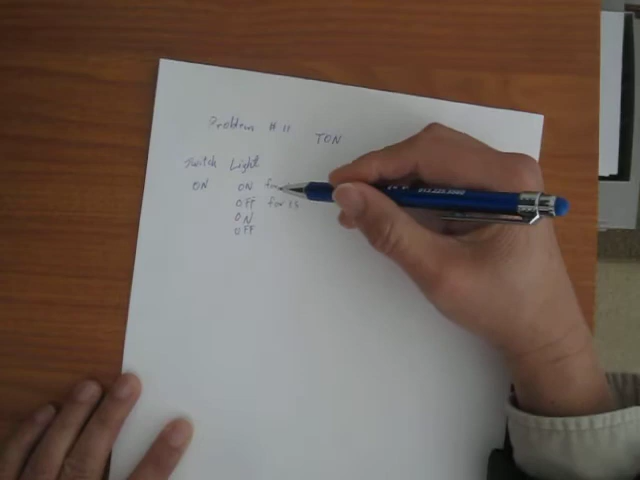 Problem # 11
TON
Switch Light
ON ON for
OFF for 1s
ON
OFF